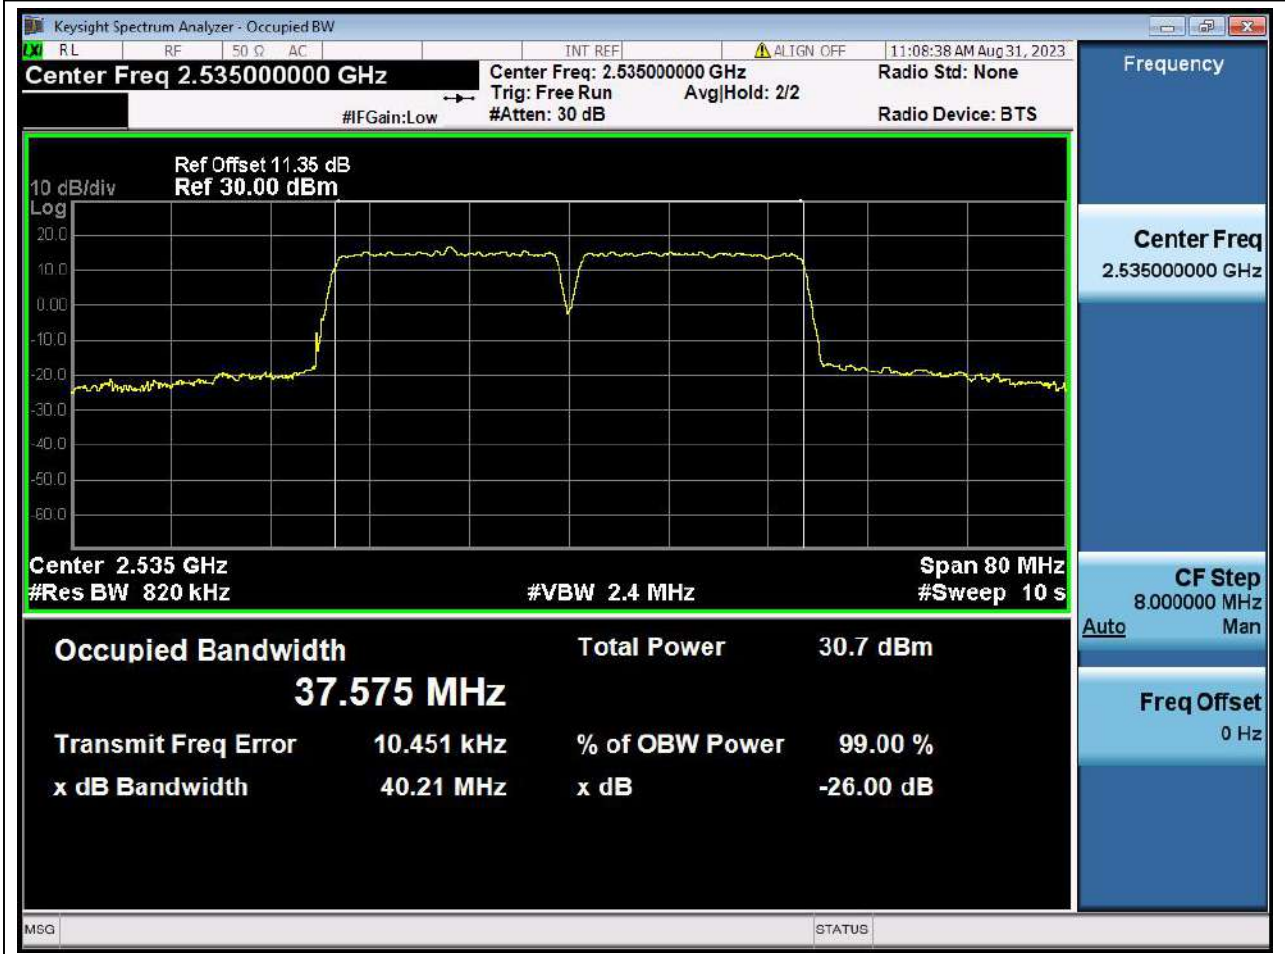 Keysight Spectrum Analyzer - Occupied BW
LXI RL RF 50 Ω AC INT REF ALIGN OFF 11:08:38 AM Aug 31, 2023
Center Freq 2.535000000 GHz
Center Freq: 2.535000000 GHz
Radio Std: None
Trig: Free Run Avg|Hold: 2/2
#IFGain:Low
#Atten: 30 dB
Radio Device: BTS
Ref Offset 11.35 dB
10 dB/div Ref 30.00 dBm
Log
20.0
10.0
0.00
-10.0
-20.0
-30.0
-40.0
-50.0
-60.0
Center 2.535 GHz Span 80 MHz
#Res BW 820 kHz #VBW 2.4 MHz #Sweep 10 s
Occupied Bandwidth Total Power 30.7 dBm
37.575 MHz
Transmit Freq Error 10.451 kHz % of OBW Power 99.00 %
x dB Bandwidth 40.21 MHz x dB -26.00 dB
Frequency
Center Freq
2.535000000 GHz
CF Step
8.000000 MHz
Auto Man
Freq Offset
0 Hz
MSG STATUS